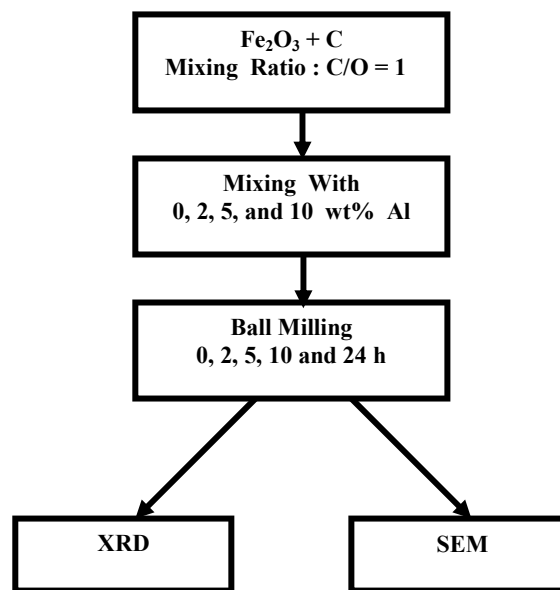 Fe₂O₃ + C
Mixing Ratio : C/O = 1
Mixing With
0, 2, 5, and 10 wt% Al
Ball Milling
0, 2, 5, 10 and 24 h
XRD
SEM